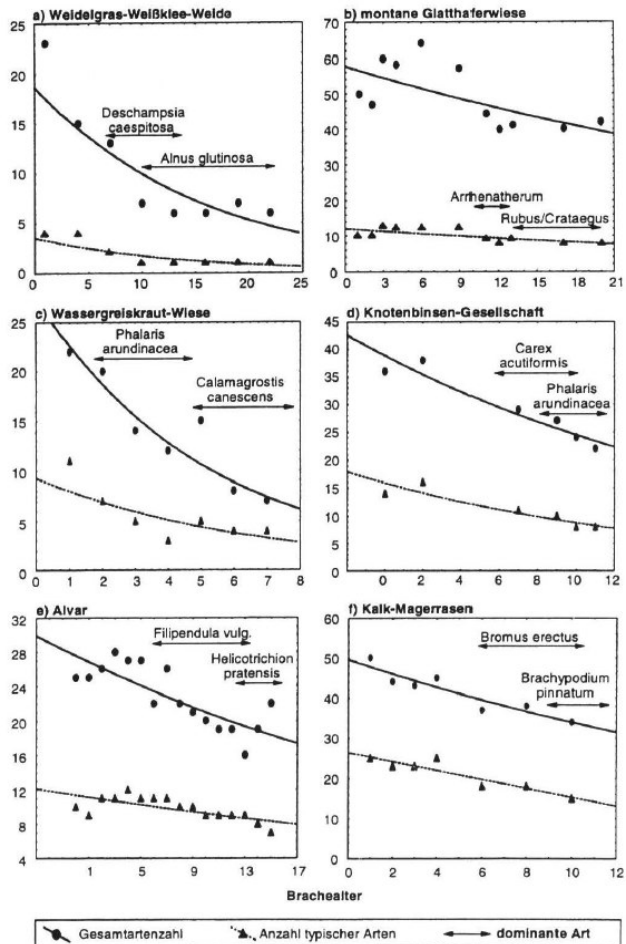 a) Weidelgras-Weißklee-Weide
25
20
15
10
5
0
Deschampsia
caespitosa
Alnus glutinosa
0 5 10 15 20 25
b) montane Glatthaferwiese
70
60
50
40
30
20
10
0
Arrhenatherum
Rubus/Crataegus
0 3 6 9 12 15 18 21
c) Wassergreiskraut-Wiese
25
20
15
10
5
0
Phalaris
arundinacea
Calamagrostis
canescens
0 1 2 3 4 5 6 7 8
d) Knotenbinsen-Gesellschaft
45
40
35
30
25
20
15
10
5
0
Carex
acutiformis
Phalaris
arundinacea
0 2 4 6 8 10 12
e) Alvar
32
28
24
20
16
12
8
4
Filipendula vulg.
Helicotrichion
pratensis
1 5 9 13 17
f) Kalk-Magerrasen
60
50
40
30
20
10
0
Bromus erectus
Brachypodium
pinnatum
0 2 4 6 8 10 12
Brachealter
Gesamtartenzahl Anzahl typischer Arten dominante Art